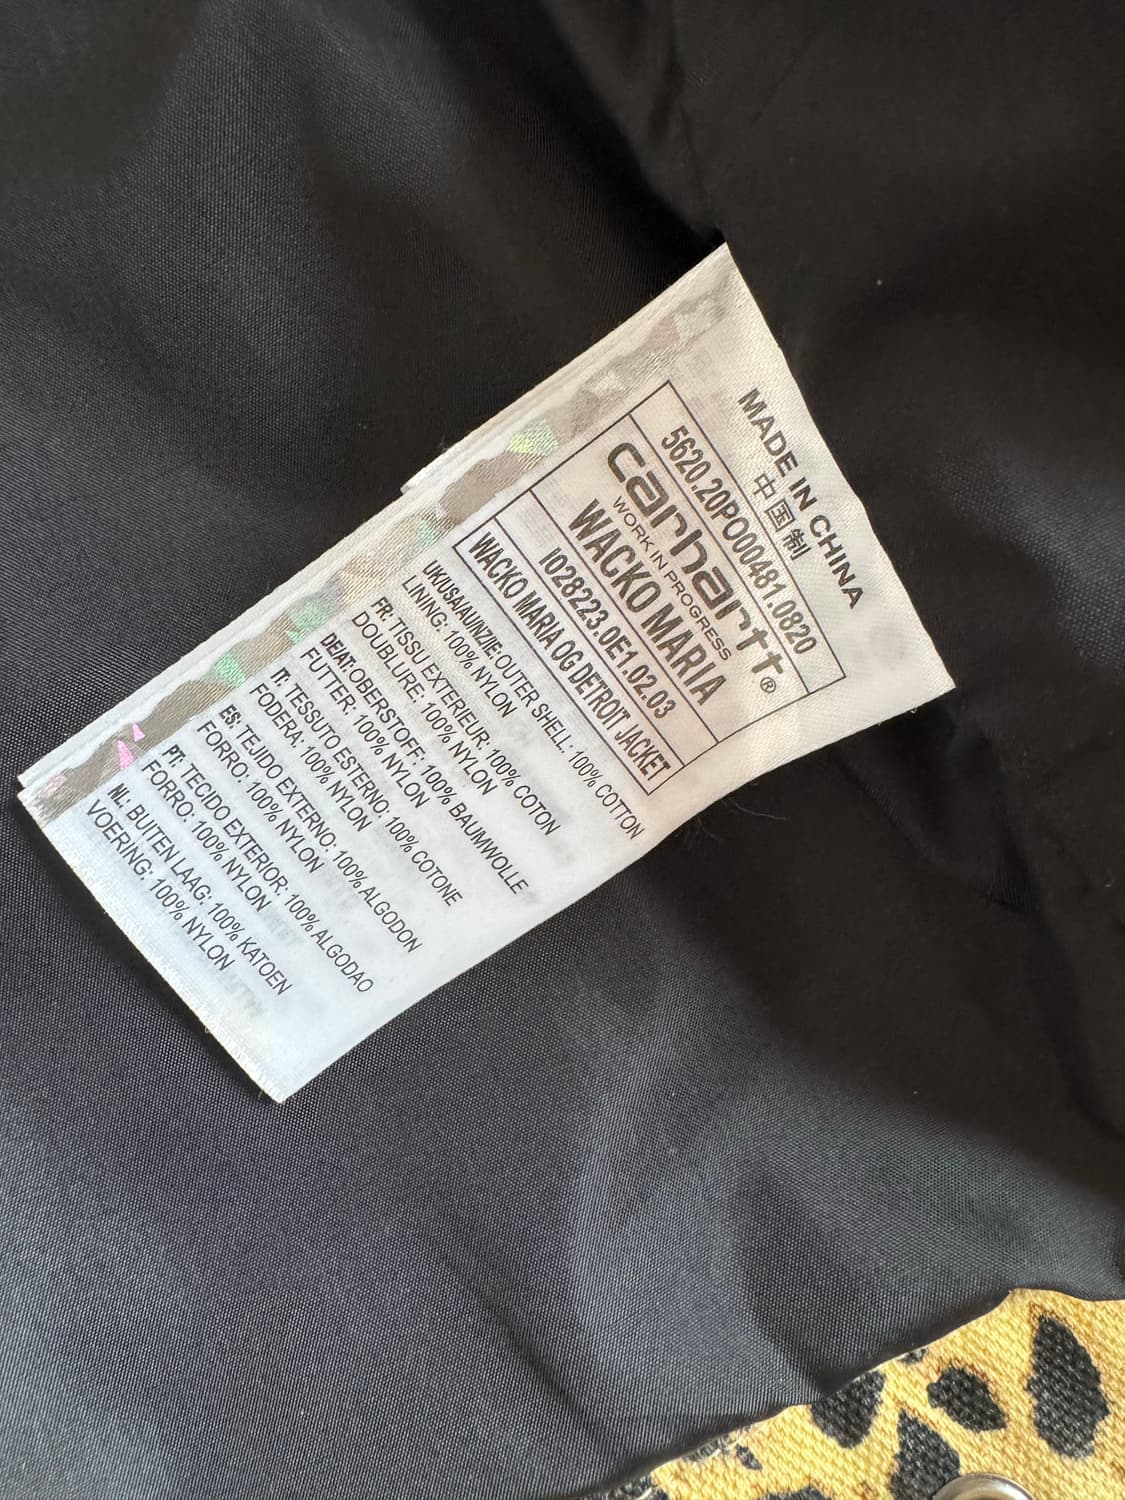 MADE IN CHINA
中国制
5620.20PO000481.0820
carhartt®
WORK IN PROGRESS
WACKO MARIA
I028223.0E1.02.03
WACKO MARIA OG DETROIT JACKET
UK/USA/AU/NZ/IE: OUTER SHELL: 100% COTTON
LINING: 100% NYLON
FR: TISSU EXTERIEUR: 100% COTON
DOUBLURE: 100% NYLON
DE/AT: OBERSTOFF: 100% BAUMWOLLE
FUTTER: 100% NYLON
IT: TESSUTO ESTERNO: 100% COTONE
FODERA: 100% NYLON
ES: TEJIDO EXTERNO: 100% ALGODON
FORRO: 100% NYLON
PT: TECIDO EXTERIOR: 100% ALGODAO
FORRO: 100% NYLON
NL: BUITEN LAAG: 100% KATOEN
VOERING: 100% NYLON